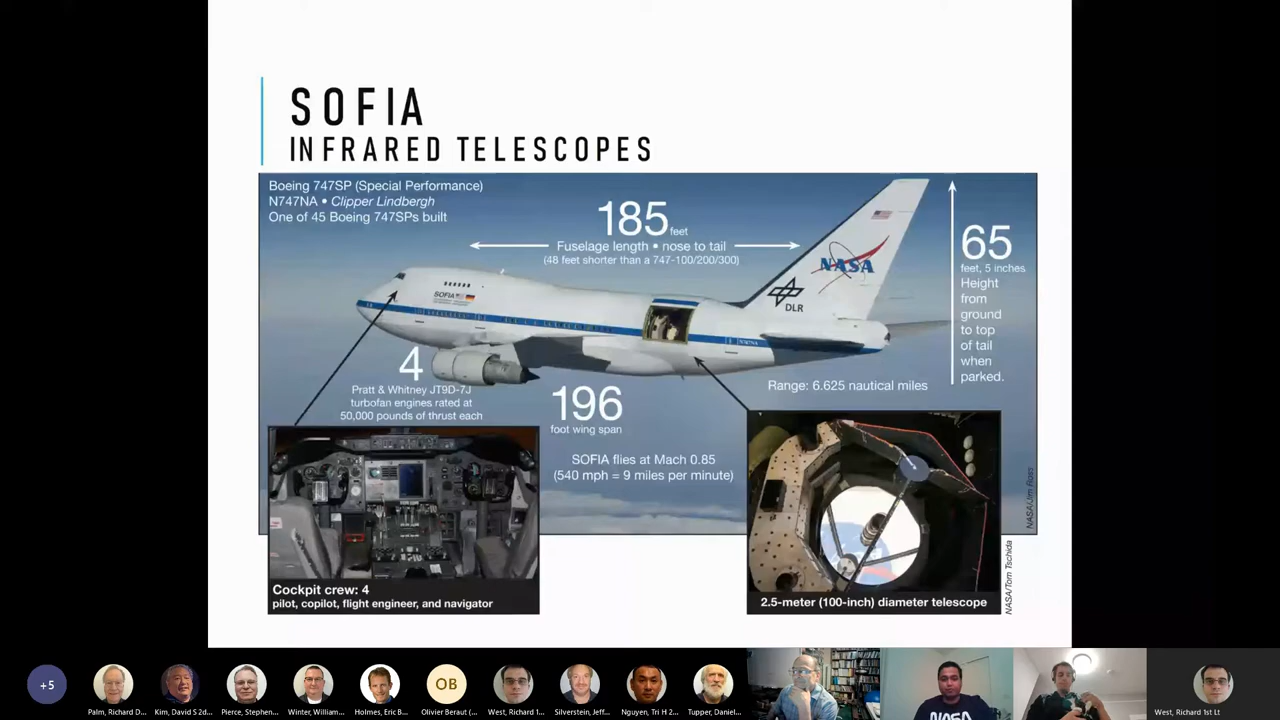 SOFIA
INFRARED TELESCOPES
Boeing 747SP (Special Performance)
N747NA • Clipper Lindbergh
One of 45 Boeing 747SPs built
185 feet
Fuselage length • nose to tail
(48 feet shorter than a 747-100/200/300)
65
feet, 5 inches
Height
from
ground
to top
of tail
when
parked.
NASA
DLR
SOFIA
4
Pratt & Whitney JT9D-7J
turbofan engines rated at
50,000 pounds of thrust each
196
foot wing span
Range: 6.625 nautical miles
SOFIA flies at Mach 0.85
(540 mph = 9 miles per minute)
Cockpit crew: 4
pilot, copilot, flight engineer, and navigator
2.5-meter (100-inch) diameter telescope
NASA/Jim Ross
NASA/Tom Tschida
+5
Palm, Richard D...
Kim, David S 2d...
Pierce, Stephen...
Winter, William...
Holmes, Eric B...
OB
Olivier Beraut (...
West, Richard 1...
Silverstein, Jeff...
Nguyen, Tri H 2...
Tupper, Daniel...
NASA
West, Richard 1st Lt